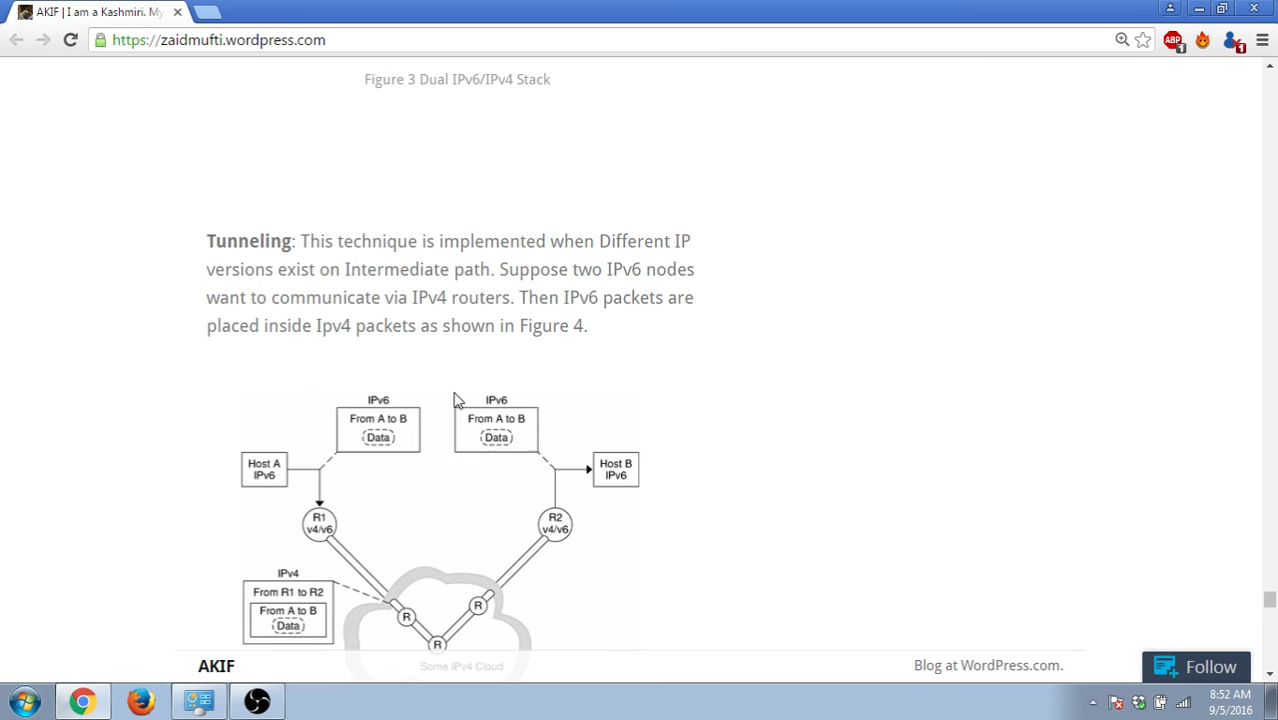 AKIF | I am a Kashmiri. My
https://zaidmufti.wordpress.com
ABP
1
1
Figure 3 Dual IPv6/IPv4 Stack
Tunneling: This technique is implemented when Different IP
versions exist on Intermediate path. Suppose two IPv6 nodes
want to communicate via IPv4 routers. Then IPv6 packets are
placed inside Ipv4 packets as shown in Figure 4.
IPv6
From A to B
Data
IPv6
From A to B
Data
Host A
IPv6
Host B
IPv6
R1
v4/v6
R2
v4/v6
IPv4
From R1 to R2
From A to B
Data
R
R
R
Some IPv4 Cloud
AKIF
Blog at WordPress.com.
Follow
8:52 AM
9/5/2016